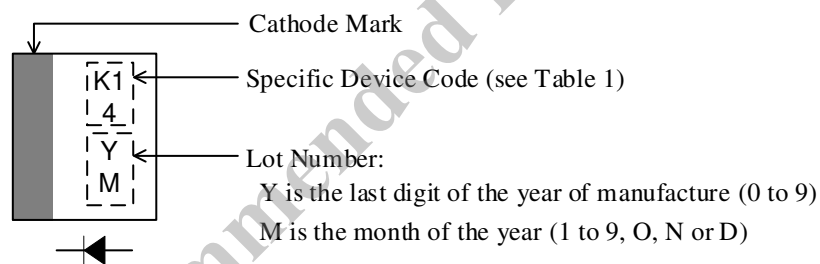 Cathode Mark
K1
4
Specific Device Code (see Table 1)
Y
M
Lot Number:
Y is the last digit of the year of manufacture (0 to 9)
M is the month of the year (1 to 9, O, N or D)
mmended